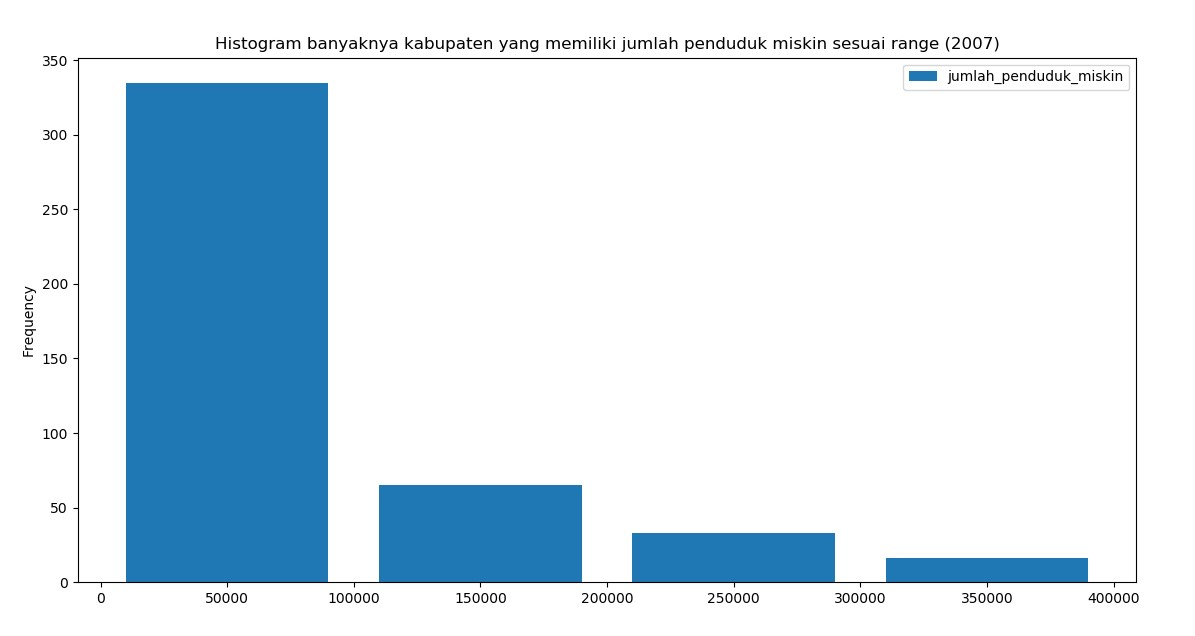 Histogram banyaknya kabupaten yang memiliki jumlah penduduk miskin sesuai range (2007)
jumlah_penduduk_miskin
Frequency
350
300
250
200
150
100
50
0
0 50000 100000 150000 200000 250000 300000 350000 400000